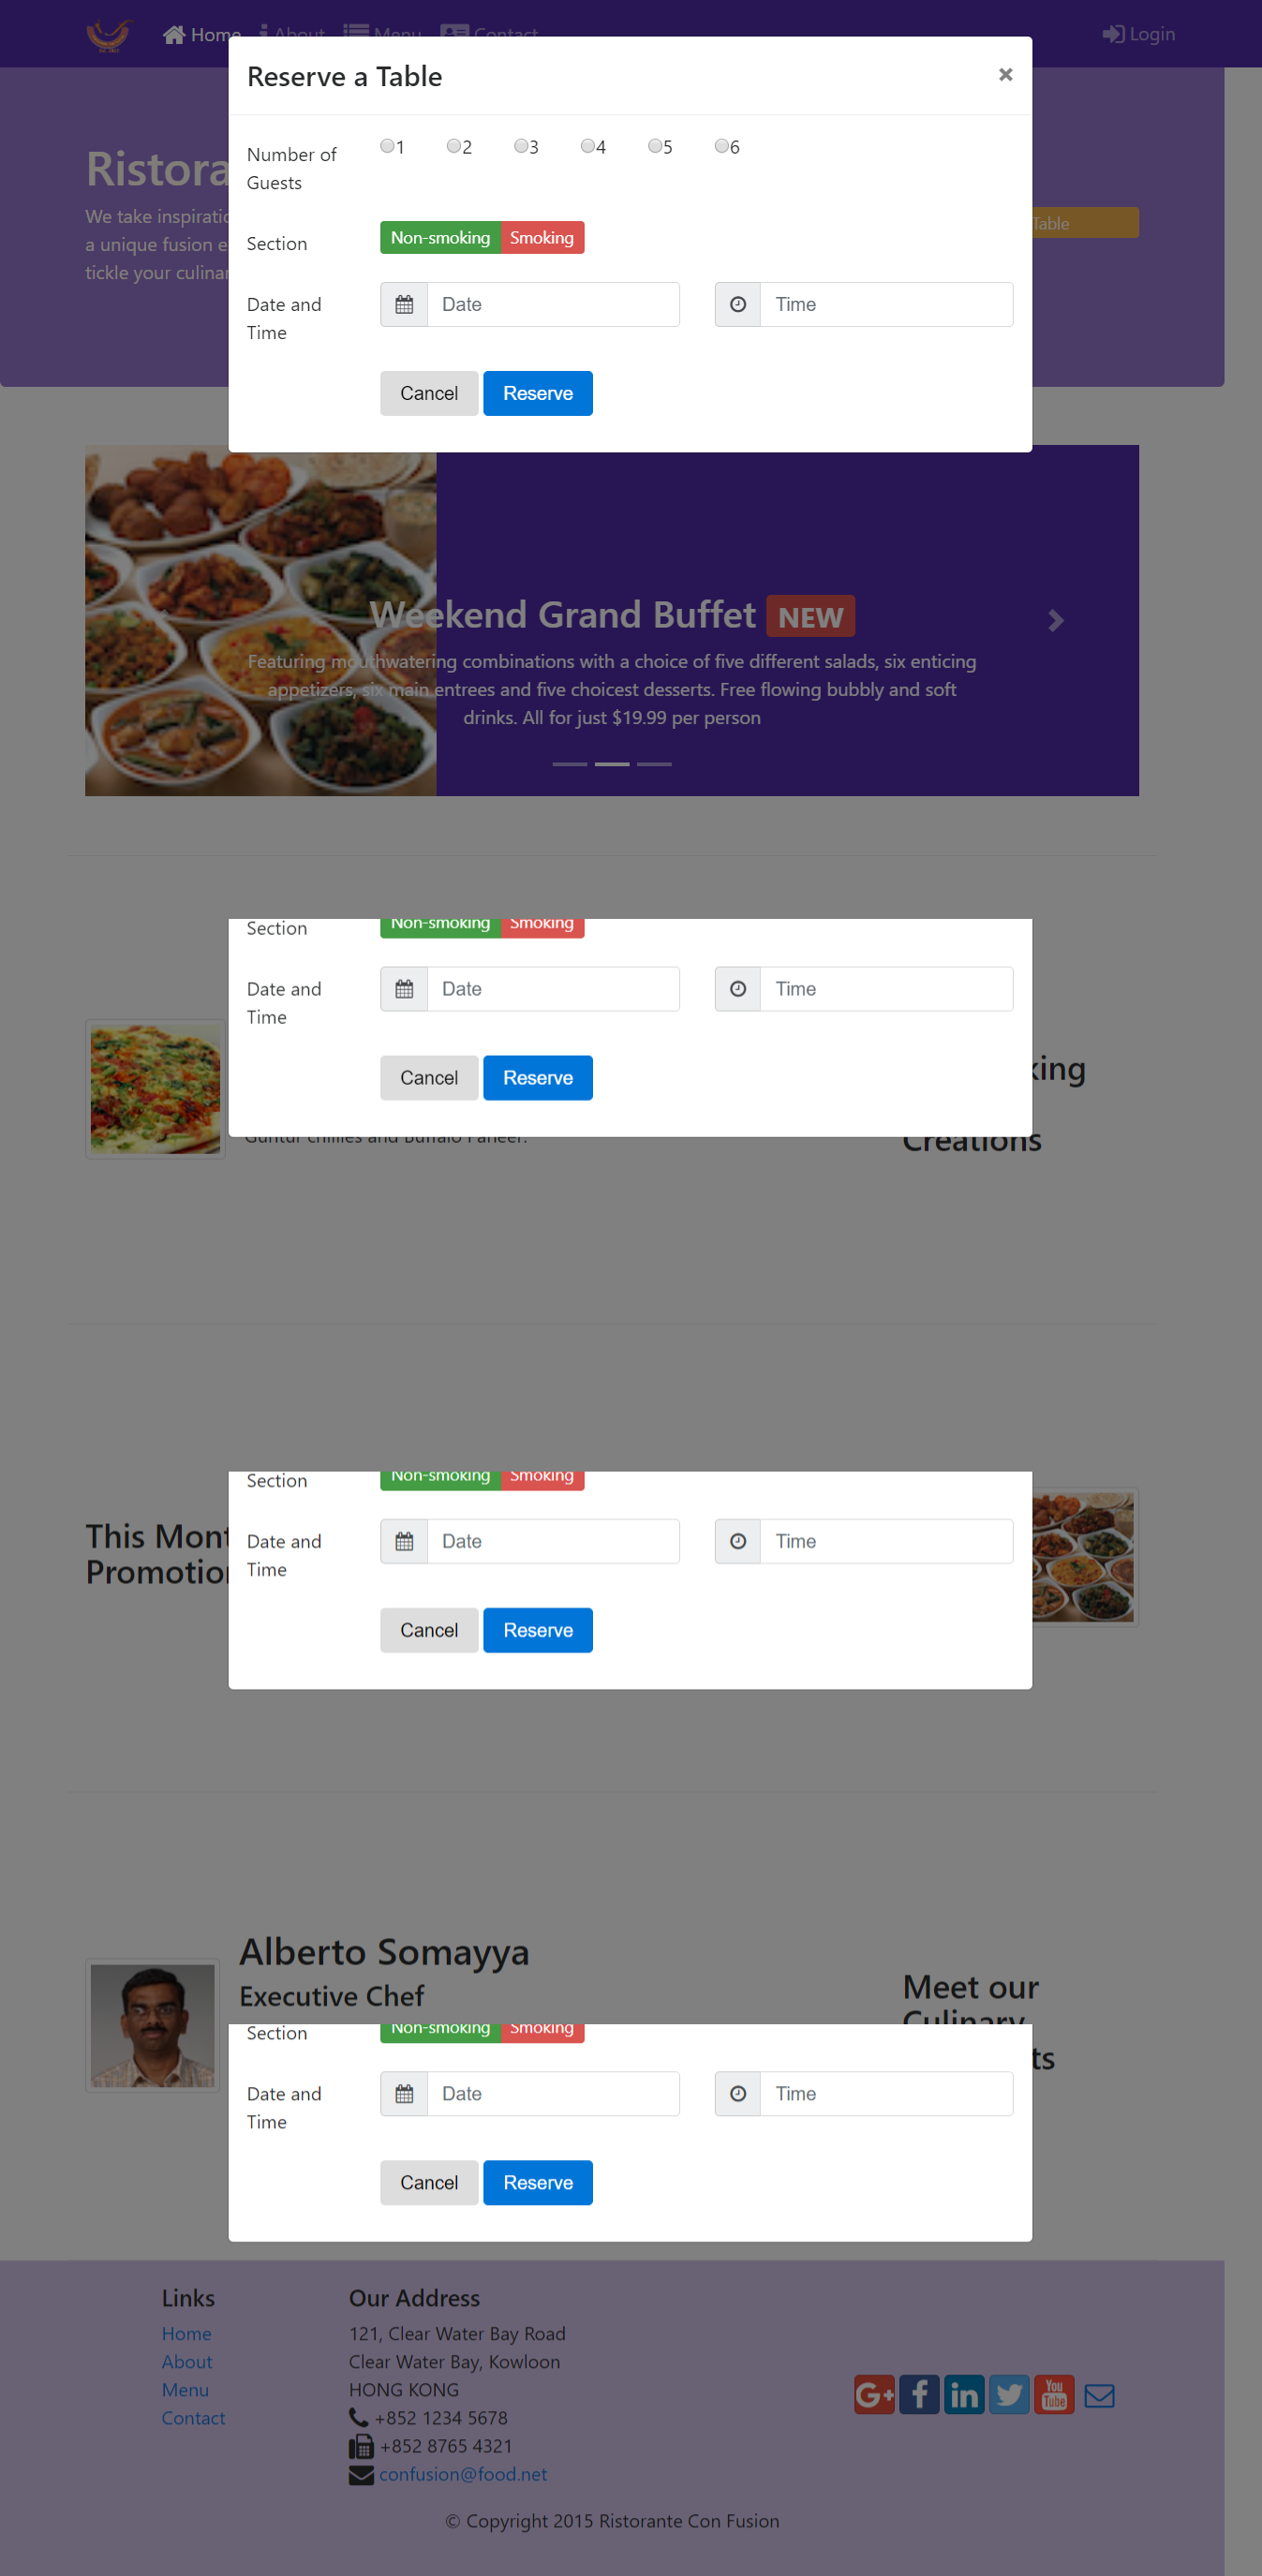 Home About Menu Contact Login
Reserve a Table ×
Number of Guests 1 2 3 4 5 6
Section Non-smoking Smoking
Date and Time Date Time
Cancel Reserve
We take
a unique fusion
tickle your
Table
Weekend Grand Buffet NEW
Featuring mouthwatering combinations with a choice of five different salads, six enticing
appetizers, six main entrees and five choicest desserts. Free flowing bubbly and soft
drinks. All for just $19.99 per person
Section Non-smoking Smoking
Date and Time Date Time
Cancel Reserve
Guntur chillies and Buffalo Paneer.
Creations
Section Non-smoking Smoking
This
Date and Time Date Time
Cancel Reserve
Alberto Somayya
Executive Chef
Meet our
Culinary
Section Non-smoking Smoking
Date and Time Date Time
Cancel Reserve
Links
Home
About
Menu
Contact
Our Address
121, Clear Water Bay Road
Clear Water Bay, Kowloon
HONG KONG
+852 1234 5678
+852 8765 4321
confusion@food.net
G+ f in You Tube
© Copyright 2015 Ristorante Con Fusion